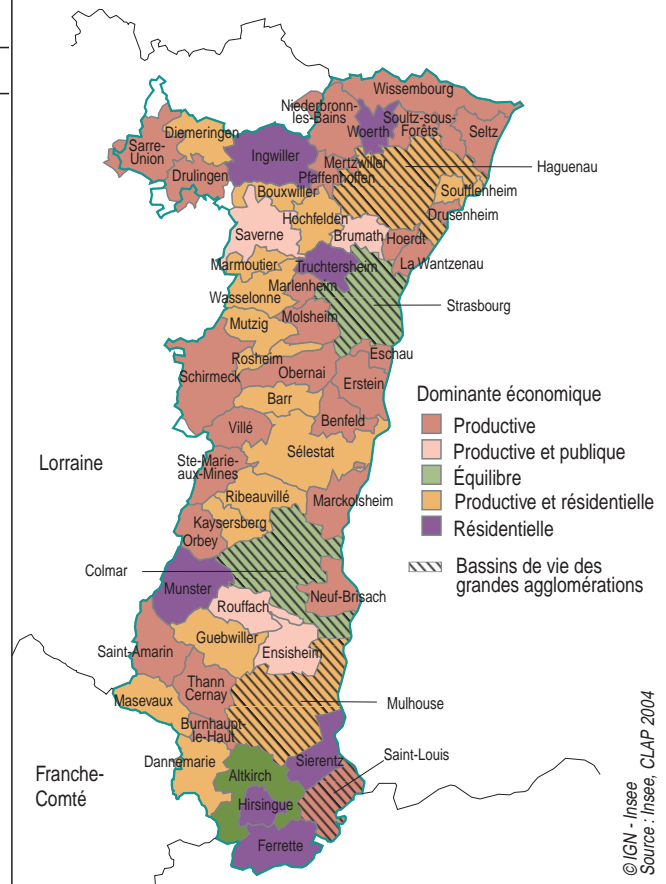 Wissembourg
Niederbronn-
les-Bains
Woerth
Soultz-sous-
Forêts
Seltz
Diemeringen
Sarre-
Union
Ingwiller
Drulingen
Mertzwiller
Pfaffenhoffen
Haguenau
Bouxwiller
Soufflenheim
Hochfelden
Drusenheim
Saverne
Brumath
Hoerdt
Marmoutier
Truchtersheim
La Wantzenau
Marlenheim
Wasselonne
Strasbourg
Molsheim
Mutzig
Rosheim
Eschau
Schirmeck
Obernai
Erstein
Barr
Benfeld
Villé
Sélestat
Ste-Marie-
aux-Mines
Ribeauvillé
Marckolsheim
Kaysersberg
Orbey
Colmar
Munster
Neuf-Brisach
Rouffach
Guebwiller
Ensisheim
Saint-Amarin
Thann
Cernay
Masevaux
Mulhouse
Burnhaupt-
le-Haut
Dannemarie
Sierentz
Saint-Louis
Altkirch
Hirsingue
Ferrette
Lorraine
Franche-
Comté
Dominante économique
Productive
Productive et publique
Équilibre
Productive et résidentielle
Résidentielle
Bassins de vie des
grandes agglomérations
© IGN - Insee
Source : Insee, CLAP 2004